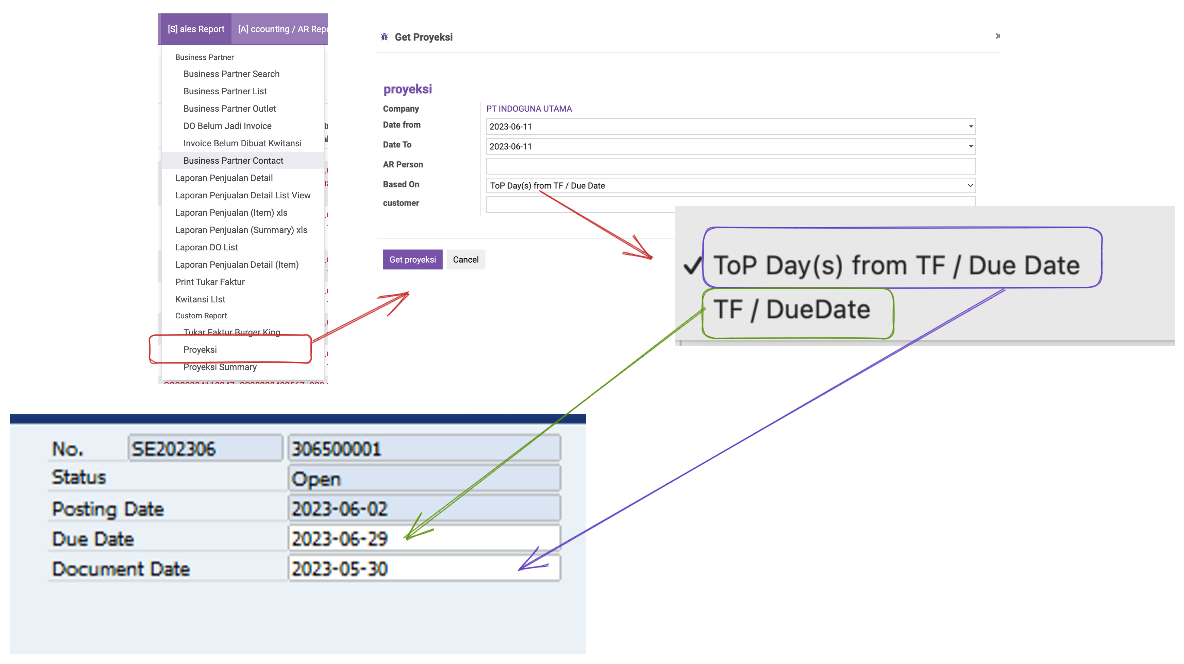 [S] ales Report [A] ccounting / AR Repo
Business Partner
Business Partner Search
Business Partner List
Business Partner Outlet
DO Belum Jadi Invoice
Invoice Belum Dibuat Kwitansi
Business Partner Contact
Laporan Penjualan Detail
Laporan Penjualan Detail List View
Laporan Penjualan (Item) xls
Laporan Penjualan (Summary) xls
Laporan DO List
Laporan Penjualan Detail (Item)
Print Tukar Faktur
Kwitansi LIst
Custom Report
Tukar Faktur Burger King
Proyeksi
Proyeksi Summary
Get Proyeksi
proyeksi
Company PT INDOGUNA UTAMA
Date from 2023-06-11
Date To 2023-06-11
AR Person
Based On ToP Day(s) from TF / Due Date
customer
Get proyeksi Cancel
✓ ToP Day(s) from TF / Due Date
TF / DueDate
No. SE202306 306500001
Status Open
Posting Date 2023-06-02
Due Date 2023-06-29
Document Date 2023-05-30